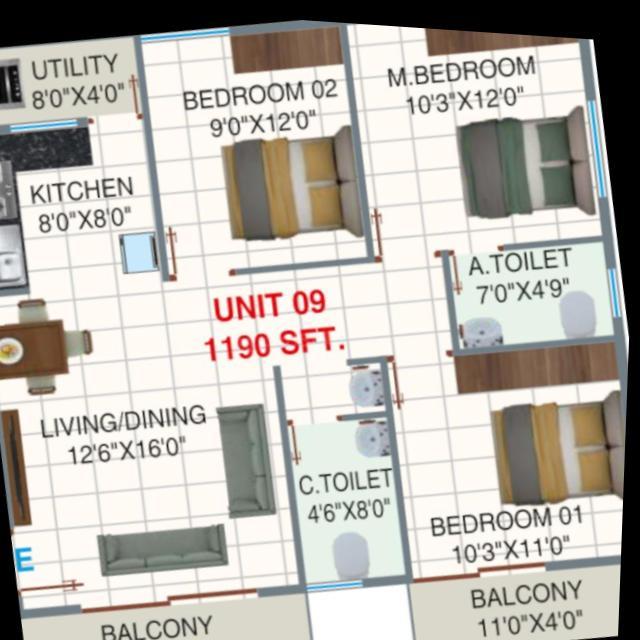 UTILITY
8'0"X4'0"
BEDROOM 02
9'0"X12'0"
M.BEDROOM
10'3"X12'0"
KITCHEN
8'0"X8'0"
A.TOILET
7'0"X4'9"
UNIT 09
1190 SFT.
LIVING/DINING
12'6"X16'0"
C.TOILET
4'6"X8'0"
BEDROOM 01
10'3"X11'0"
E
BALCONY
11'0"X4'0"
BALCONY